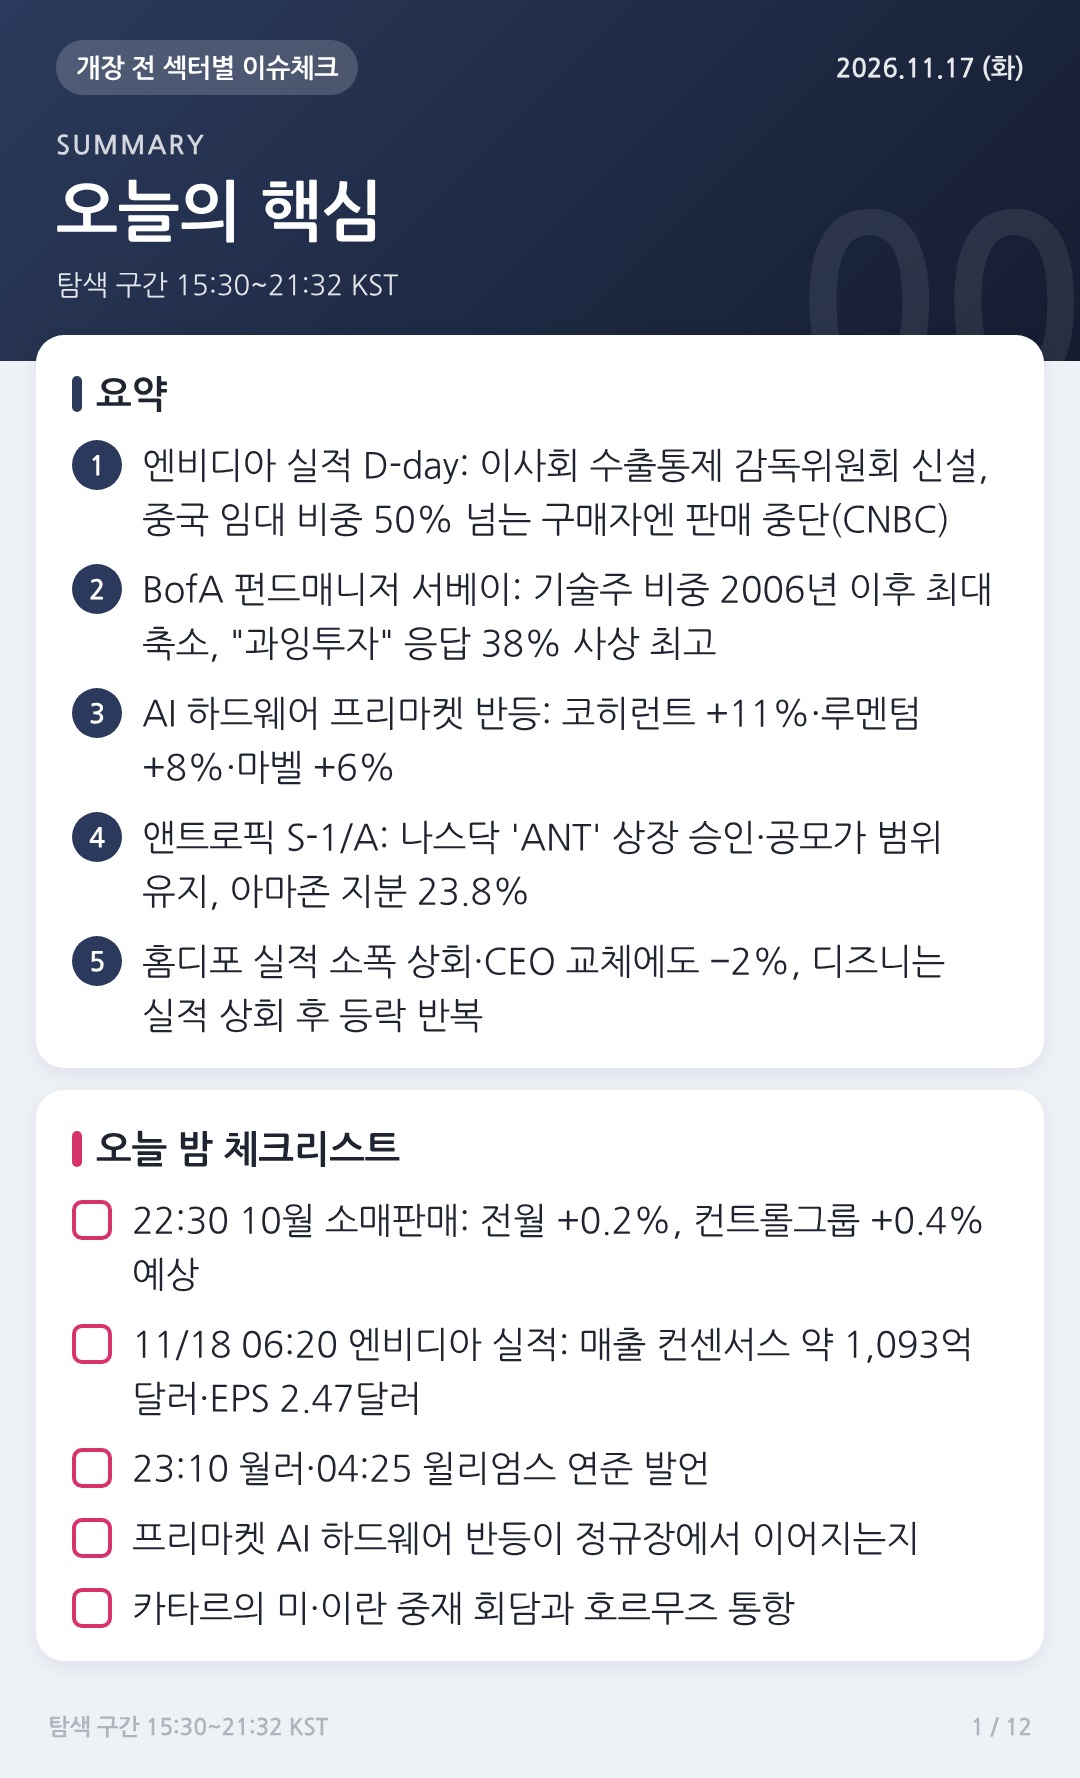 개장 전 섹터별 이슈체크
2026.11.17 (화)
SUMMARY
오늘의 핵심
탐색 구간 15:30~21:32 KST
00
요약
1 엔비디아 실적 D-day: 이사회 수출통제 감독위원회 신설,
중국 임대 비중 50% 넘는 구매자엔 판매 중단(CNBC)
2 BofA 펀드매니저 서베이: 기술주 비중 2006년 이후 최대
축소, "과잉투자" 응답 38% 사상 최고
3 AI 하드웨어 프리마켓 반등: 코히런트 +11%·루멘텀
+8%·마벨 +6%
4 앤트로픽 S-1/A: 나스닥 'ANT' 상장 승인·공모가 범위
유지, 아마존 지분 23.8%
5 홈디포 실적 소폭 상회·CEO 교체에도 −2%, 디즈니는
실적 상회 후 등락 반복
오늘 밤 체크리스트
22:30 10월 소매판매: 전월 +0.2%, 컨트롤그룹 +0.4%
예상
11/18 06:20 엔비디아 실적: 매출 컨센서스 약 1,093억
달러·EPS 2.47달러
23:10 월러·04:25 윌리엄스 연준 발언
프리마켓 AI 하드웨어 반등이 정규장에서 이어지는지
카타르의 미·이란 중재 회담과 호르무즈 통항
탐색 구간 15:30~21:32 KST
1 / 12